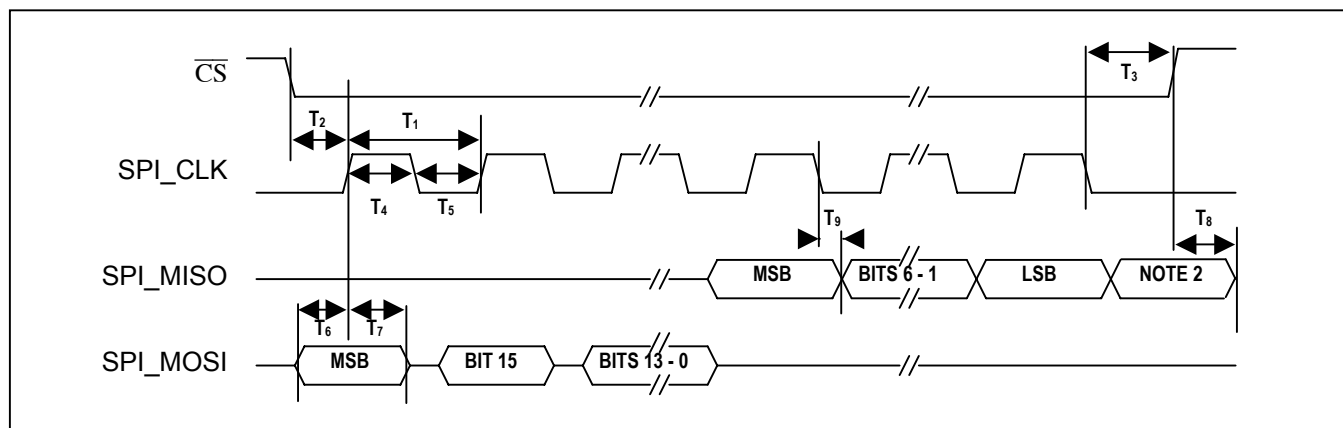 CS
T3
T2
T1
SPI_CLK
T4
T5
T9
T8
SPI_MISO
MSB
BITS 6 - 1
LSB
NOTE 2
T6
T7
SPI_MOSI
MSB
BIT 15
BITS 13 - 0